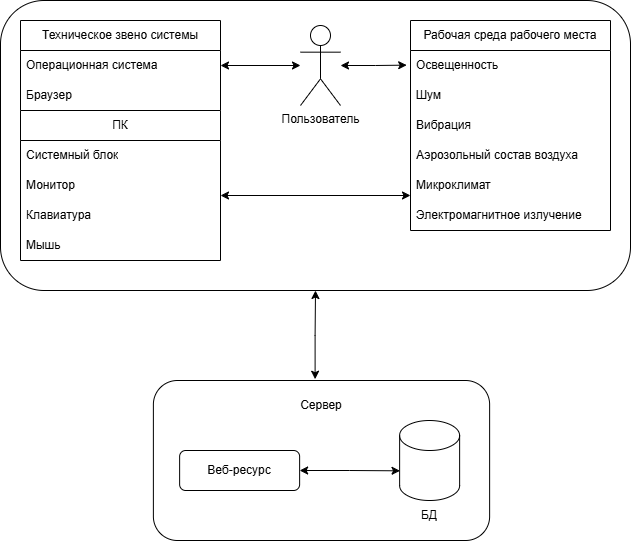 Техническое звено системы
Операционная система
Браузер
ПК
Системный блок
Монитор
Клавиатура
Мышь
Пользователь
Рабочая среда рабочего места
Освещенность
Шум
Вибрация
Аэрозольный состав воздуха
Микроклимат
Электромагнитное излучение
Сервер
Веб-ресурс
БД